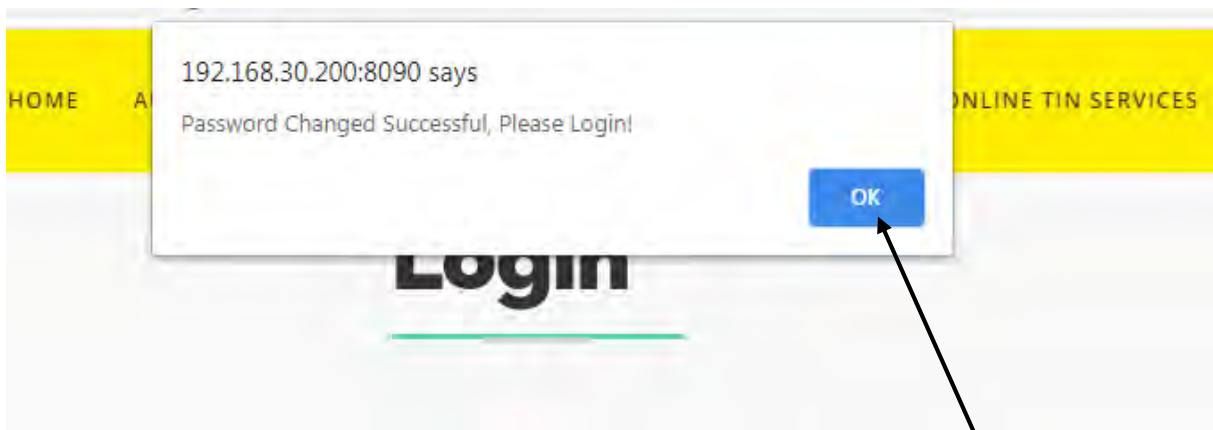 192.168.30.200:8090 says
Password Changed Successful, Please Login!
OK
HOME
ONLINE TIN SERVICES
Login